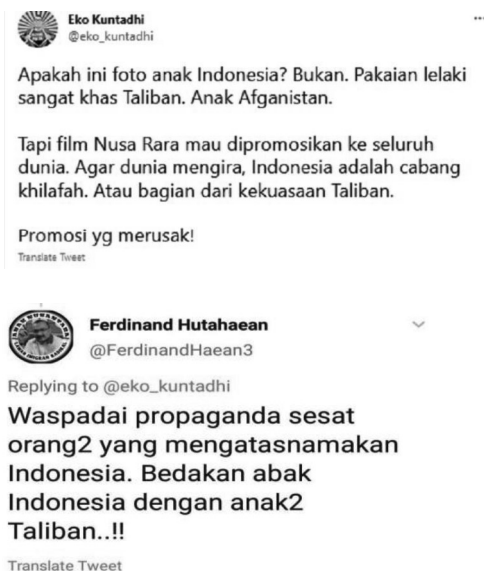 Eko Kuntadhi
@eko_kuntadhi
Apakah ini foto anak Indonesia? Bukan. Pakaian lelaki
sangat khas Taliban. Anak Afganistan.
Tapi film Nusa Rara mau dipromosikan ke seluruh
dunia. Agar dunia mengira, Indonesia adalah cabang
khilafah. Atau bagian dari kekuasaan Taliban.
Promosi yg merusak!
Translate Tweet
Ferdinand Hutahaean
@FerdinandHaean3
Replying to @eko_kuntadhi
Waspadai propaganda sesat
orang2 yang mengatasnamakan
Indonesia. Bedakan abak
Indonesia dengan anak2
Taliban..!!
Translate Tweet